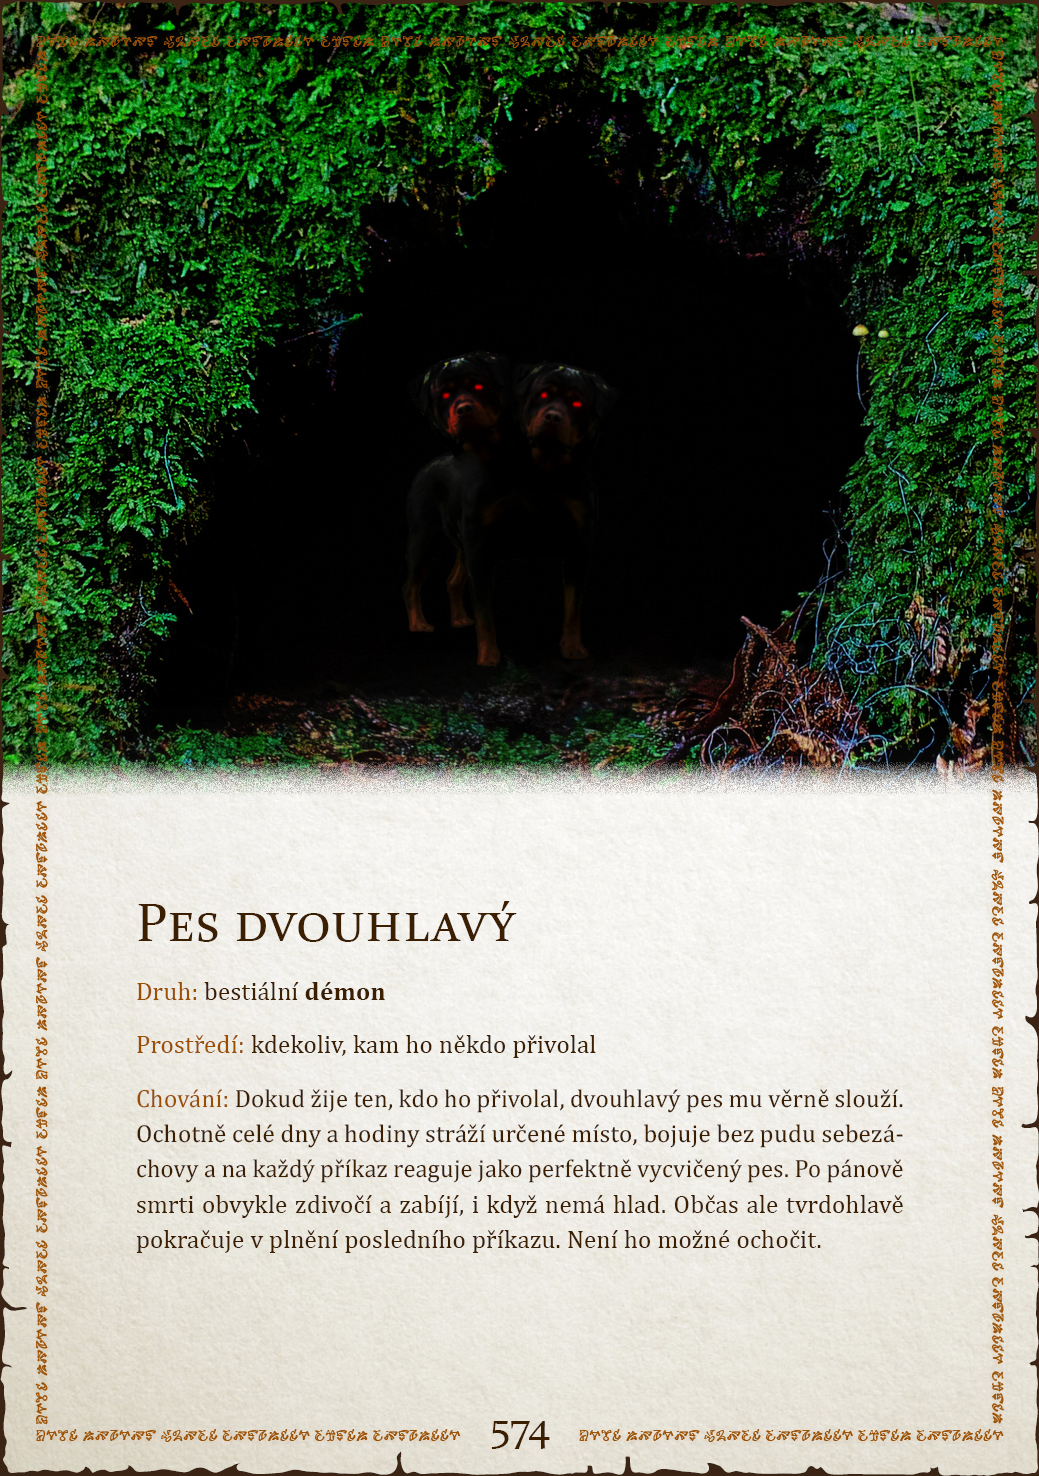 Pes dvouhlavý
Druh: bestiální démon
Prostředí: kdekoliv, kam ho někdo přivolal
Chování: Dokud žije ten, kdo ho přivolal, dvouhlavý pes mu věrně slouží.
Ochotně celé dny a hodiny stráží určené místo, bojuje bez pudu sebezá-
chovy a na každý příkaz reaguje jako perfektně vycvičený pes. Po pánově
smrti obvykle zdivočí a zabíjí, i když nemá hlad. Občas ale tvrdohlavě
pokračuje v plnění posledního příkazu. Není ho možné ochočit.
574